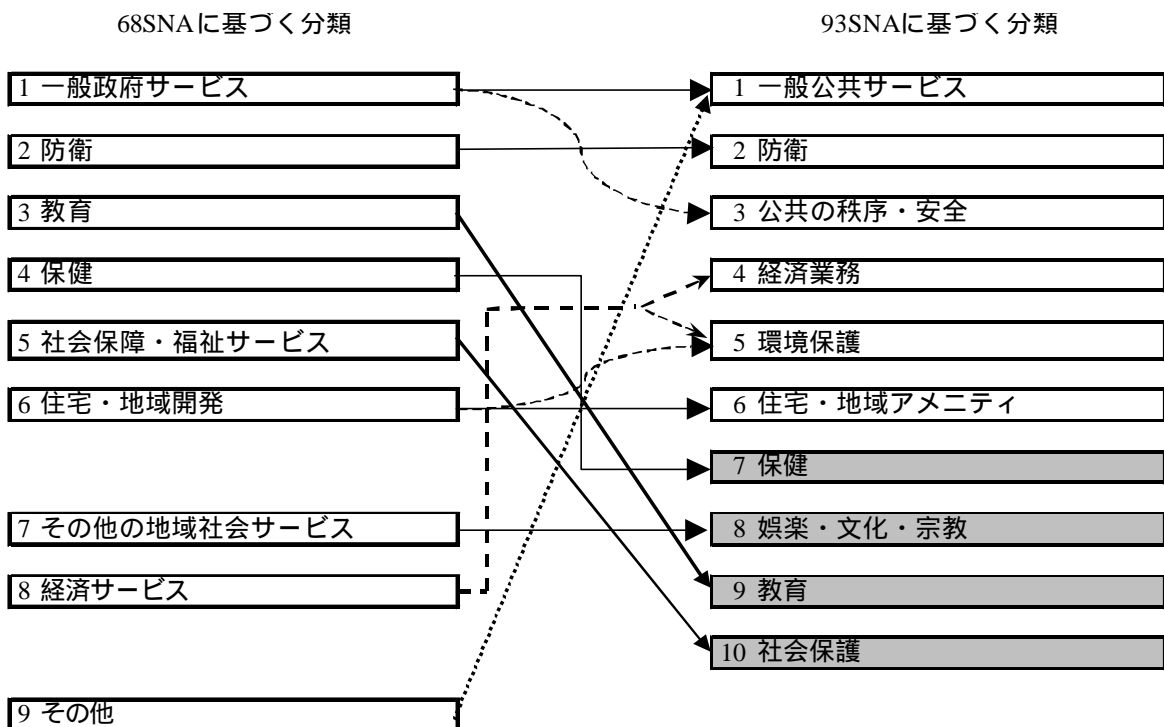 68SNAに基づく分類
93SNAに基づく分類
1 一般政府サービス
1 一般公共サービス
2 防衛
2 防衛
3 教育
3 公共の秩序・安全
4 保健
4 経済業務
5 社会保障・福祉サービス
5 環境保護
6 住宅・地域開発
6 住宅・地域アメニティ
7 保健
7 その他の地域社会サービス
8 娯楽・文化・宗教
8 経済サービス
9 教育
10 社会保護
9 その他